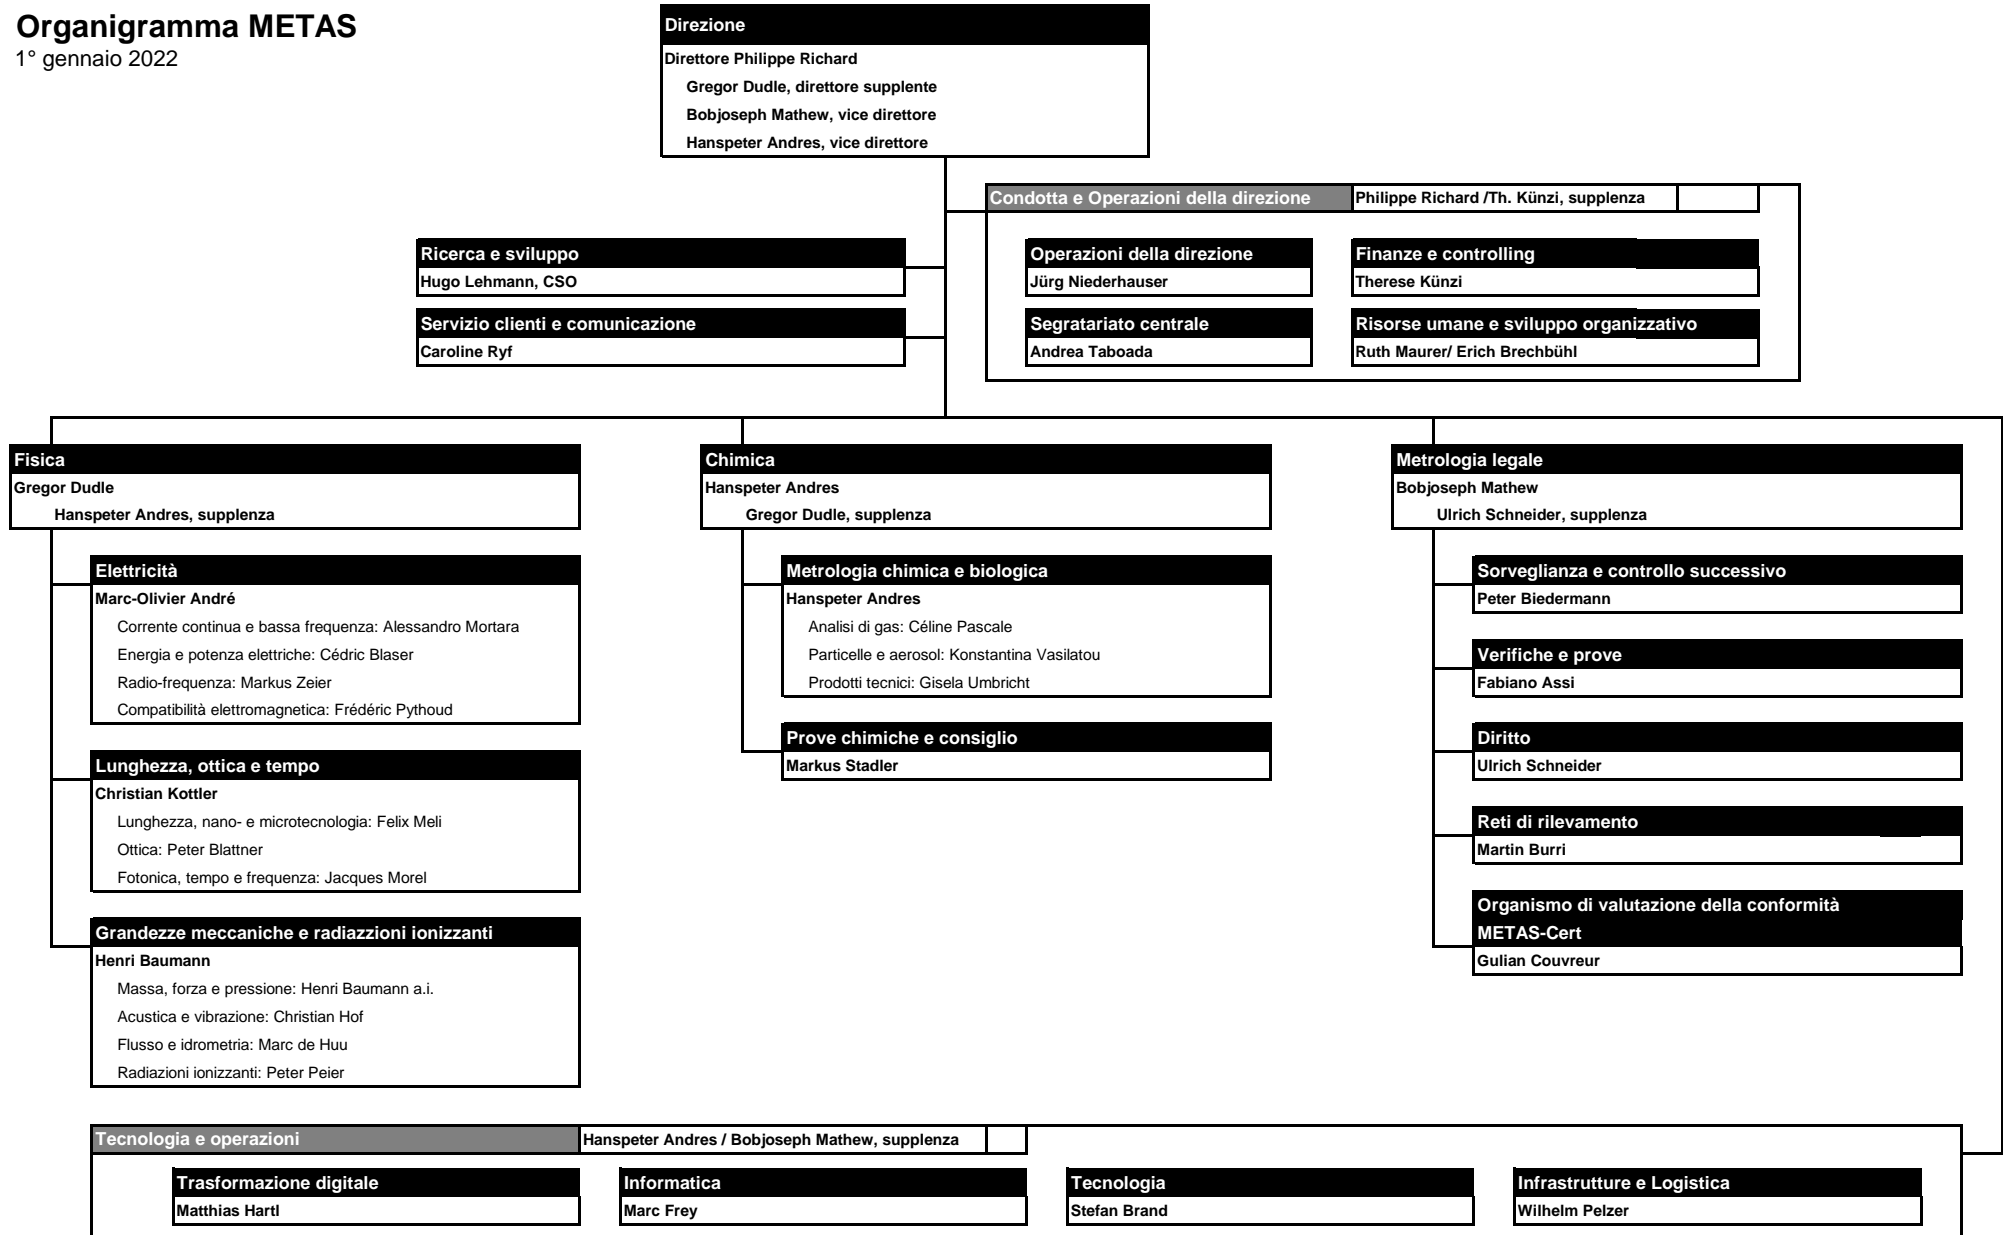 Organigramma METAS
1° gennaio 2022
Direzione
Direttore Philippe Richard
Gregor Dudle, direttore supplente
Bobjoseph Mathew, vice direttore
Hanspeter Andres, vice direttore
Condotta e Operazioni della direzione
Philippe Richard /Th. Künzi, supplenza
Ricerca e sviluppo
Hugo Lehmann, CSO
Servizio clienti e comunicazione
Caroline Ryf
Operazioni della direzione
Jürg Niederhauser
Finanze e controlling
Therese Künzi
Segratariato centrale
Andrea Taboada
Risorse umane e sviluppo organizzativo
Ruth Maurer/ Erich Brechbühl
Fisica
Gregor Dudle
Hanspeter Andres, supplenza
Elettricità
Marc-Olivier André
Corrente continua e bassa frequenza: Alessandro Mortara
Energia e potenza elettriche: Cédric Blaser
Radio-frequenza: Markus Zeier
Compatibilità elettromagnetica: Frédéric Pythoud
Lunghezza, ottica e tempo
Christian Kottler
Lunghezza, nano- e microtecnologia: Felix Meli
Ottica: Peter Blattner
Fotonica, tempo e frequenza: Jacques Morel
Grandezze meccaniche e radiazzioni ionizzanti
Henri Baumann
Massa, forza e pressione: Henri Baumann a.i.
Acustica e vibrazione: Christian Hof
Flusso e idrometria: Marc de Huu
Radiazioni ionizzanti: Peter Peier
Chimica
Hanspeter Andres
Gregor Dudle, supplenza
Metrologia chimica e biologica
Hanspeter Andres
Analisi di gas: Céline Pascale
Particelle e aerosol: Konstantina Vasilatou
Prodotti tecnici: Gisela Umbricht
Prove chimiche e consiglio
Markus Stadler
Metrologia legale
Bobjoseph Mathew
Ulrich Schneider, supplenza
Sorveglianza e controllo successivo
Peter Biedermann
Verifiche e prove
Fabiano Assi
Diritto
Ulrich Schneider
Reti di rilevamento
Martin Burri
Organismo di valutazione della conformità
METAS-Cert
Gulian Couvreur
Tecnologia e operazioni
Hanspeter Andres / Bobjoseph Mathew, supplenza
Trasformazione digitale
Matthias Hartl
Informatica
Marc Frey
Tecnologia
Stefan Brand
Infrastrutture e Logistica
Wilhelm Pelzer